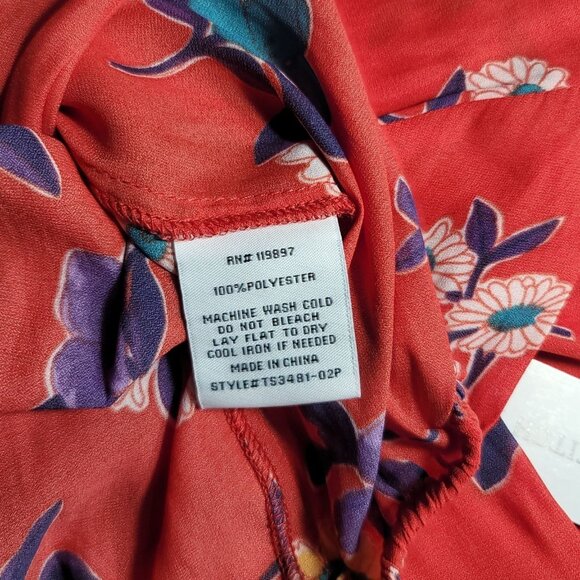 RN# 119897
100%POLYESTER
MACHINE WASH COLD
DO NOT BLEACH
LAY FLAT TO DRY
COOL IRON IF NEEDED
MADE IN CHINA
STYLE#TS3481-02P